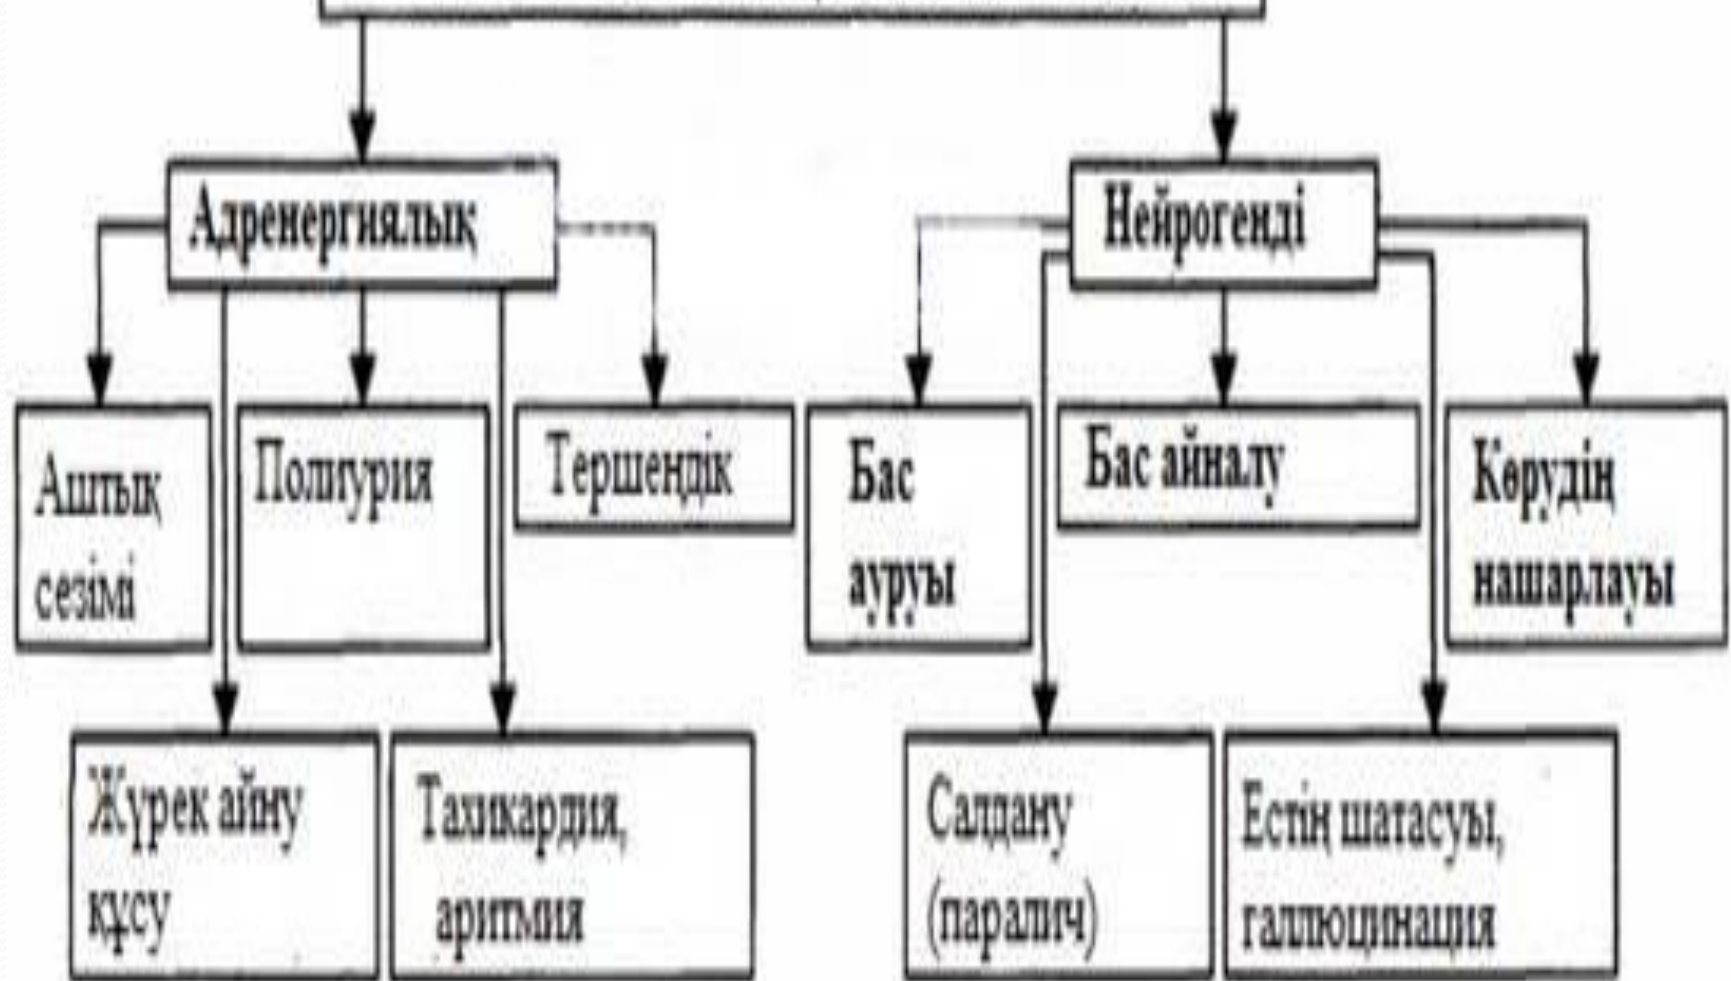 Адренергиялық
Нейрогенді
Аштық
сезімі
Полиурия
Тершеңдік
Бас
ауруы
Бас айналу
Көрудің
нашарлауы
Жүрек айну
құсу
Тахикардия,
аритмия
Салдану
(паралич)
Естің шатасуы,
галлюцинация